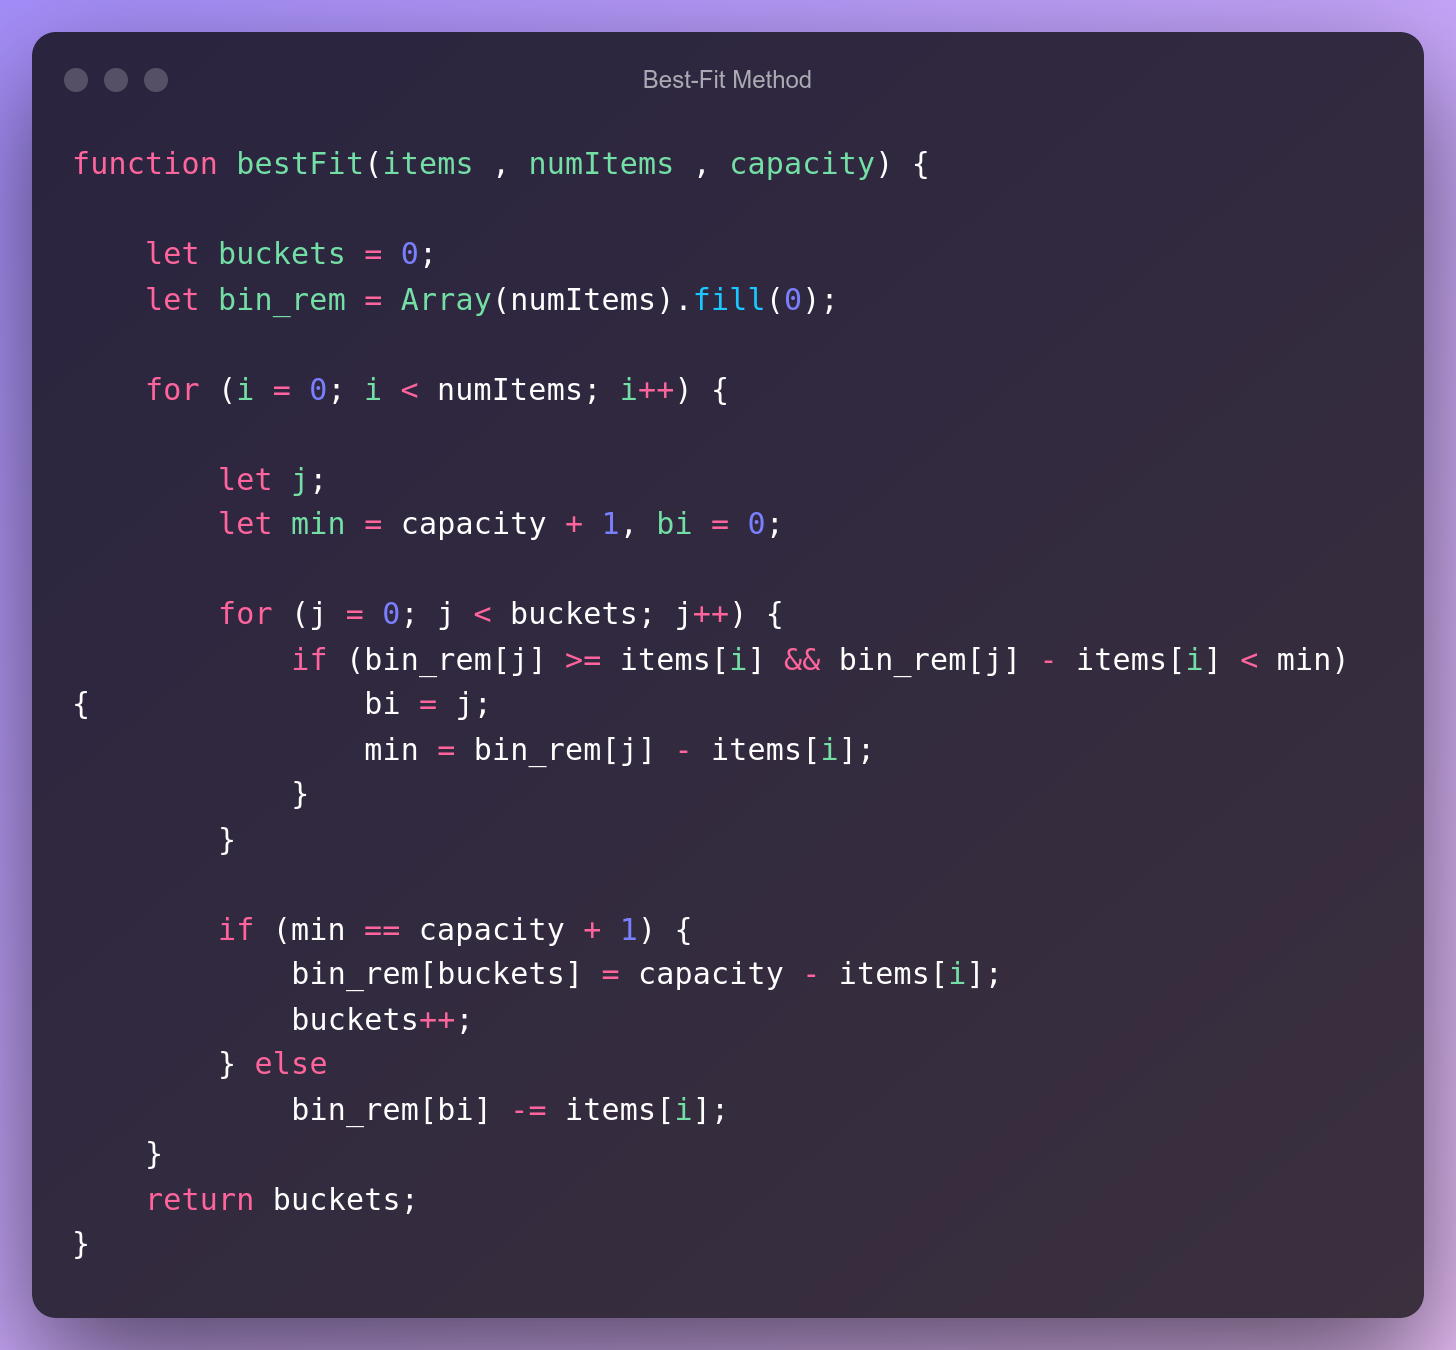 Best-Fit Method
function bestFit(items , numItems , capacity) {
    let buckets = 0;
    let bin_rem = Array(numItems).fill(0);
    for (i = 0; i < numItems; i++) {
        let j;
        let min = capacity + 1, bi = 0;
        for (j = 0; j < buckets; j++) {
            if (bin_rem[j] >= items[i] && bin_rem[j] - items[i] < min)
{               bi = j;
                min = bin_rem[j] - items[i];
            }
        }
        if (min == capacity + 1) {
            bin_rem[buckets] = capacity - items[i];
            buckets++;
        } else
            bin_rem[bi] -= items[i];
    }
    return buckets;
}